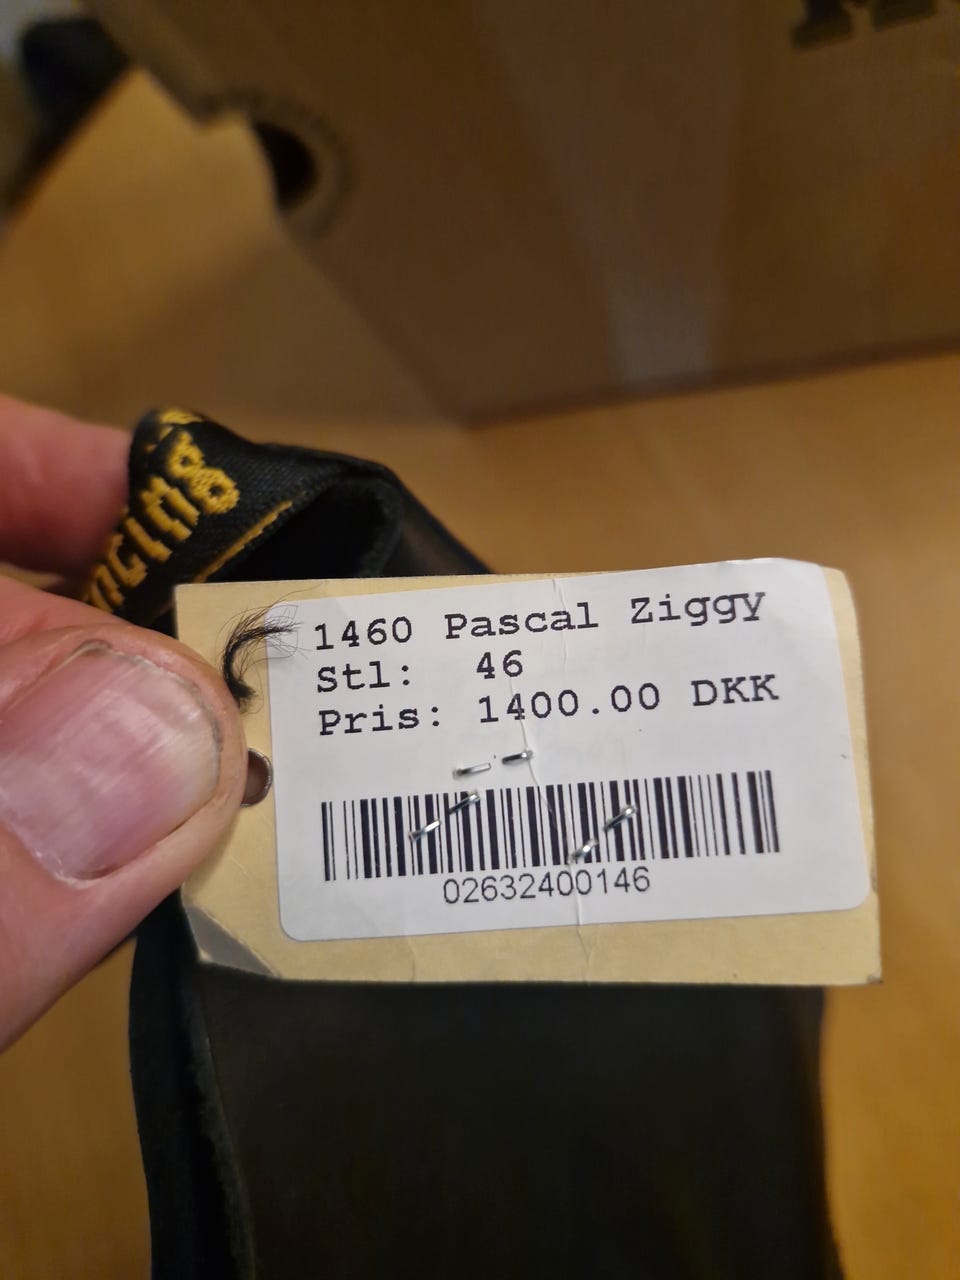 1460 Pascal Ziggy
Stl: 46
Pris: 1400.00 DKK
02632400146